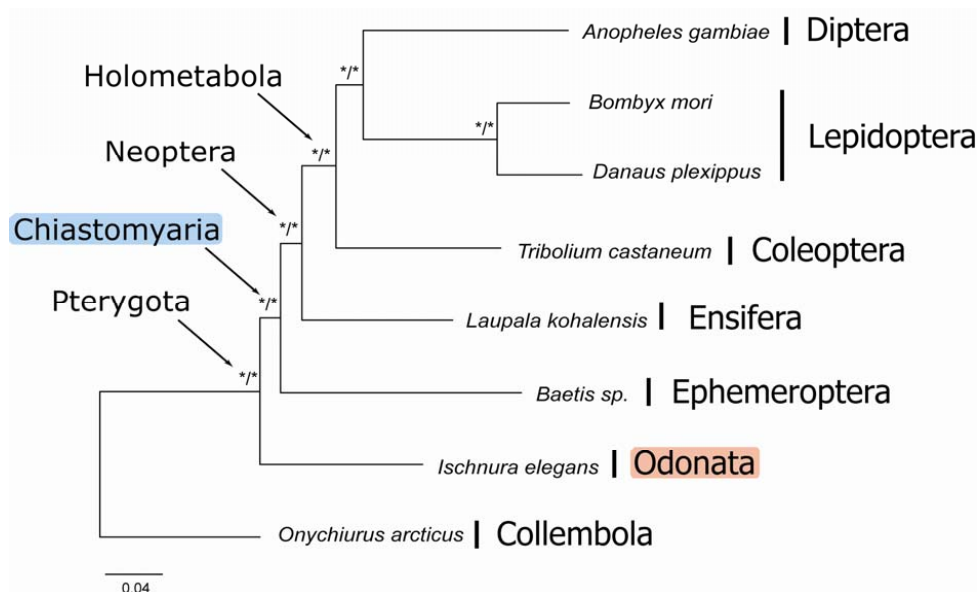 Anopheles gambiae Diptera
Holometabola
*/*
Bombyx mori
*/*
Lepidoptera
Neoptera
*/*
Danaus plexippus
Chiastomyaria
*/*
Tribolium castaneum Coleoptera
Pterygota
*/*
Laupala kohalensis Ensifera
*/*
Baetis sp. Ephemeroptera
Ischnura elegans Odonata
Onychiurus arcticus Collembola
0.04